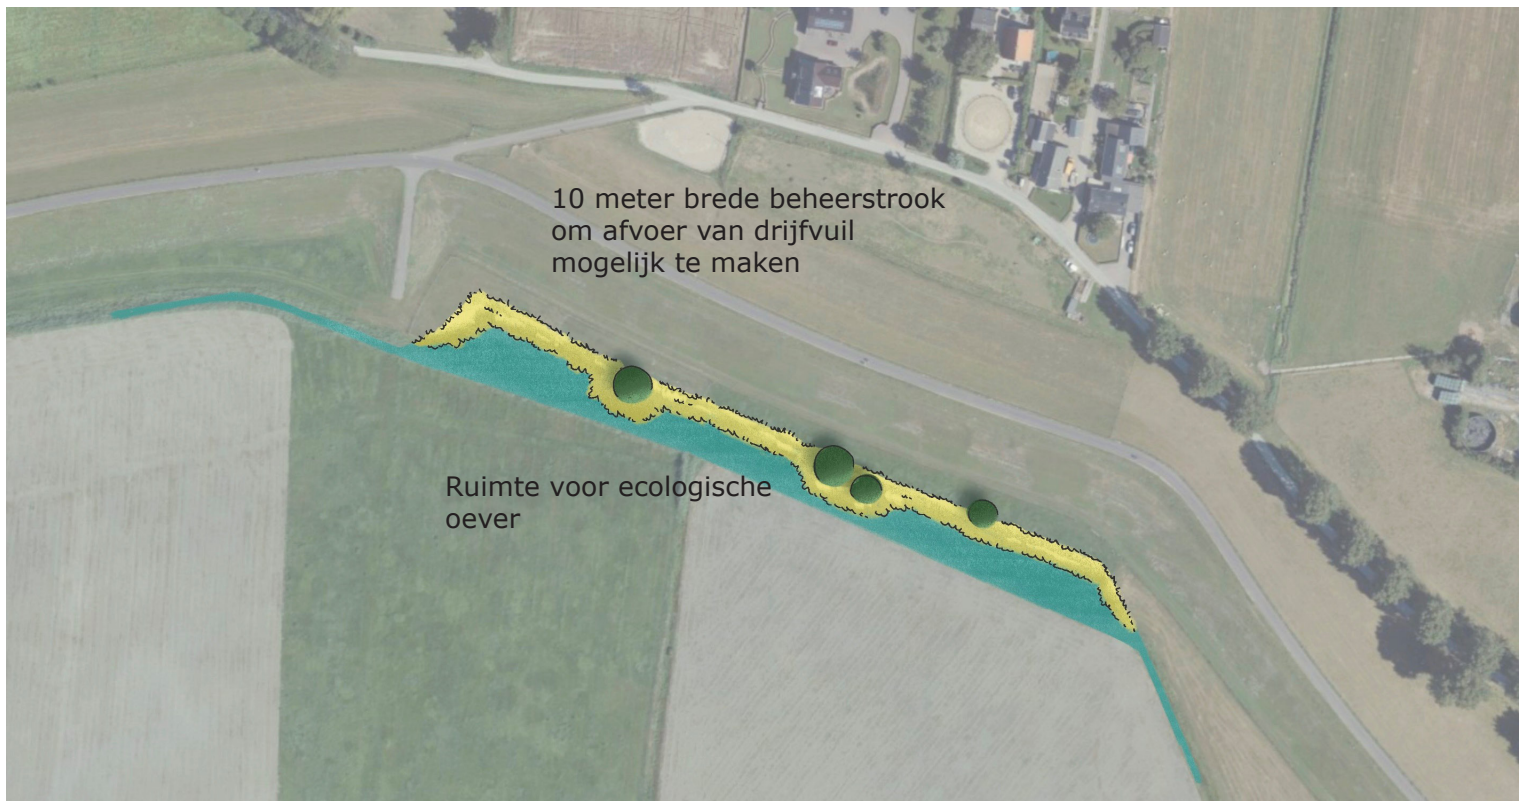 10 meter brede beheerstrook
om afvoer van drijfvuil
mogelijk te maken
Ruimte voor ecologische
oever